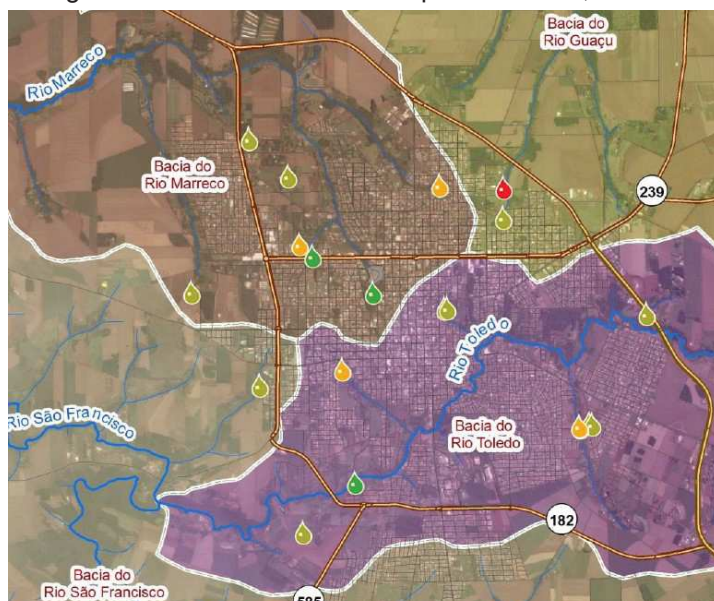 Bacia do
Rio Guaçu
Rio Marreco
Bacia do
Rio Marreco
239
Rio Toledo
Rio São Francisco
Bacia do
Rio Toledo
182
Bacia do
Rio São Francisco